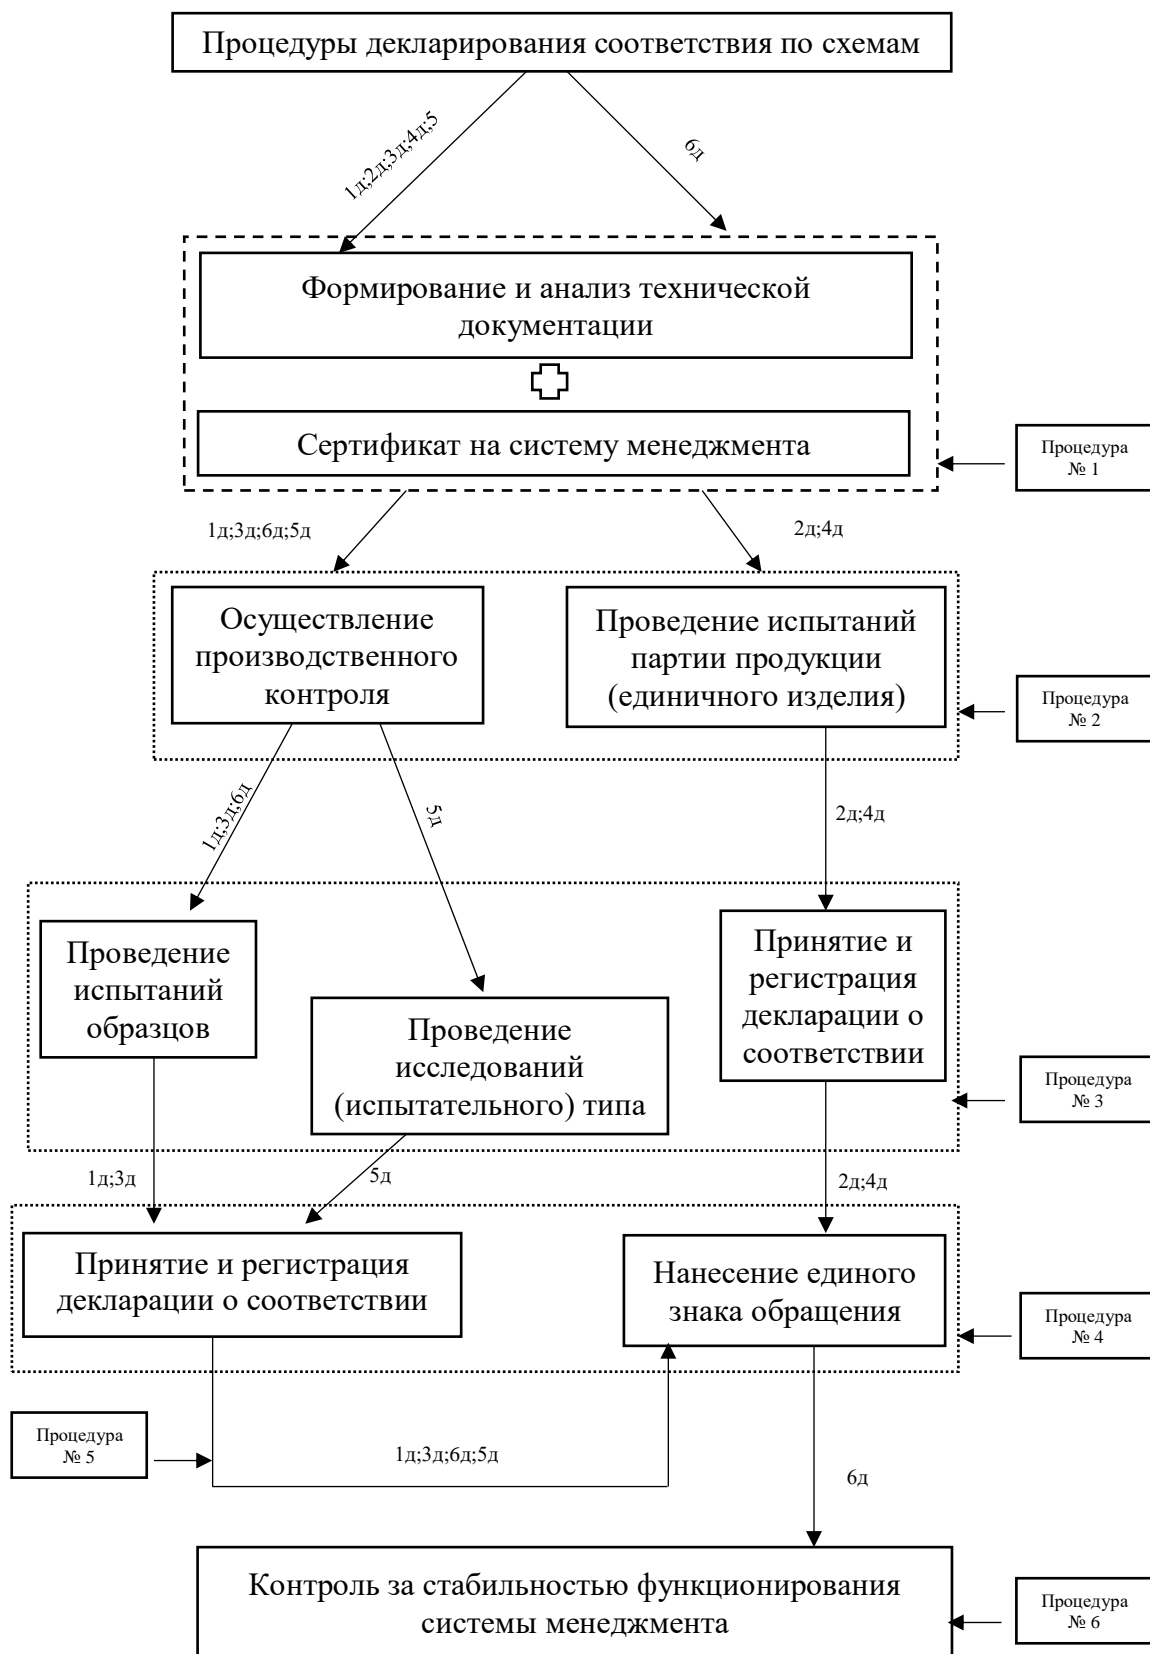 Процедуры декларирования соответствия по схемам
1д;2д;3д;4д;5
6д
Формирование и анализ технической
документации
Сертификат на систему менеджмента
Процедура
№ 1
1д;3д;6д;5д
2д;4д
Осуществление
производственного
контроля
Проведение испытаний
партии продукции
(единичного изделия)
Процедура
№ 2
1д;3д;6д
5д
2д;4д
Проведение
испытаний
образцов
Проведение
исследований
(испытательного) типа
Принятие и
регистрация
декларации о
соответствии
Процедура
№ 3
1д;3д
5д
2д;4д
Принятие и регистрация
декларации о соответствии
Нанесение единого
знака обращения
Процедура
№ 4
Процедура
№ 5
1д;3д;6д;5д
6д
Контроль за стабильностью функционирования
системы менеджмента
Процедура
№ 6